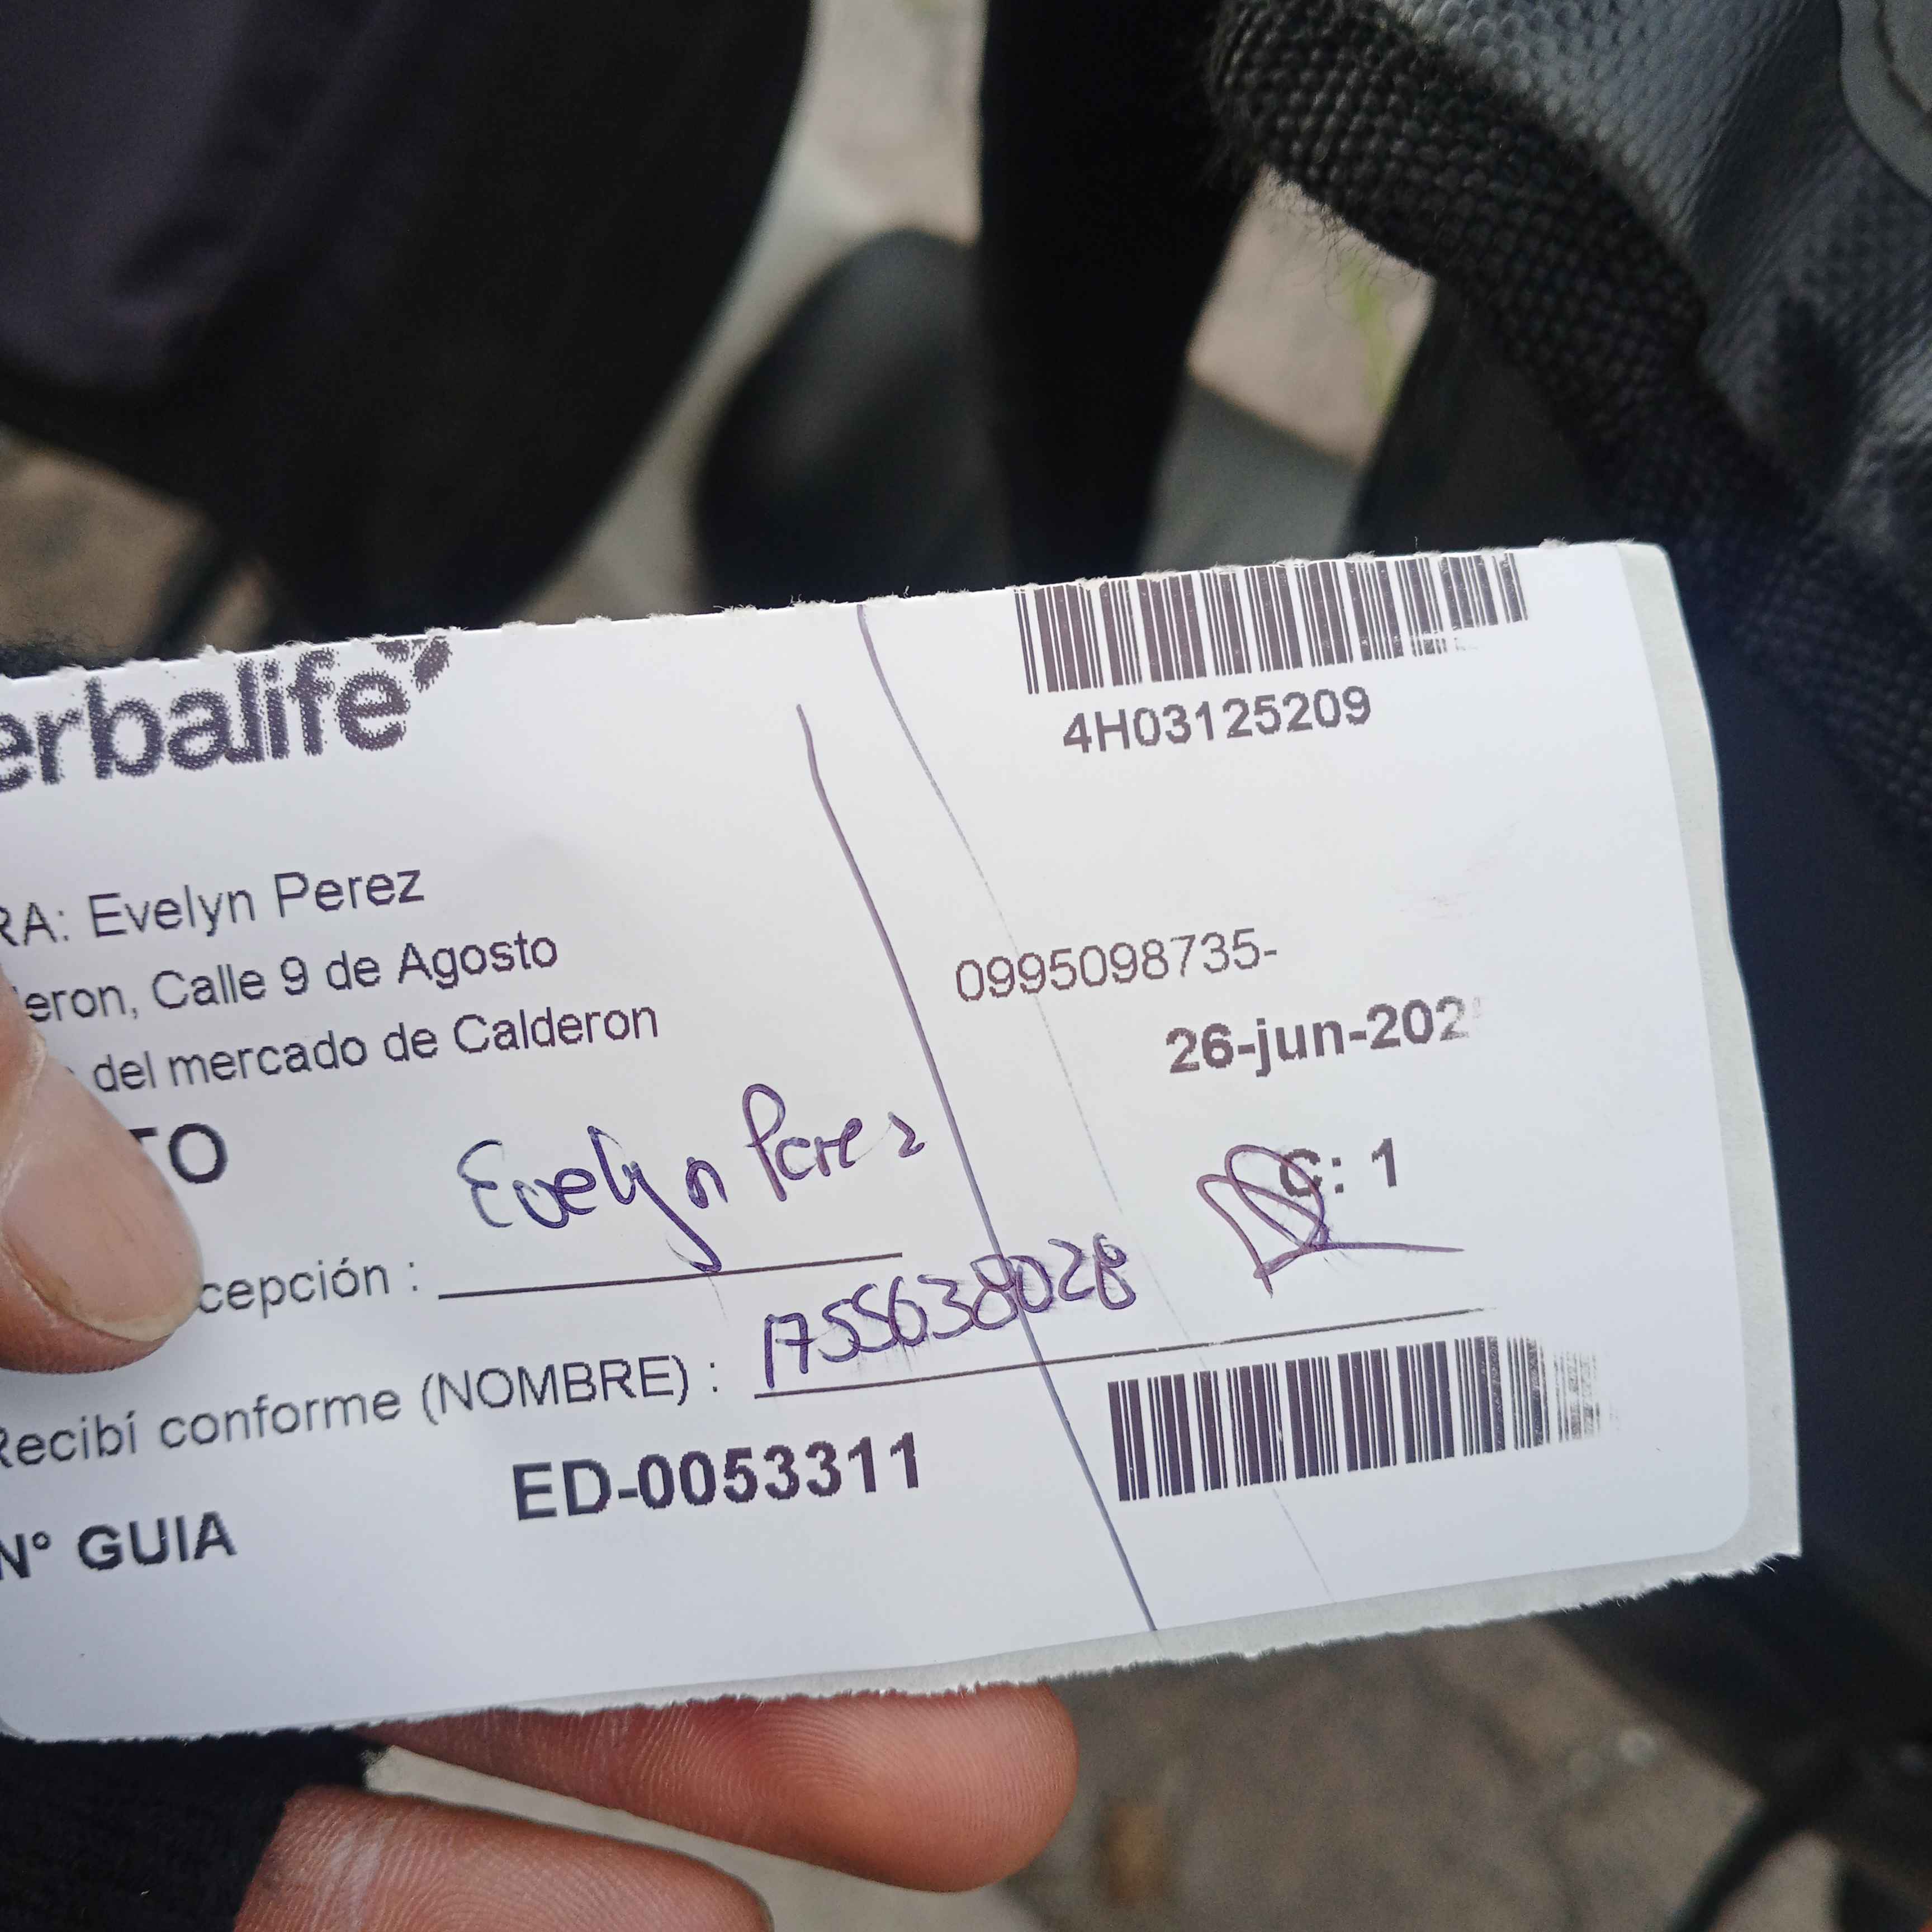 erbalife
4H03125209
RA: Evelyn Perez
eron, Calle 9 de Agosto
0995098735-
del mercado de Calderon
26-jun-202
TO
Evelyn Perez
C: 1
cepción :
Recibí conforme (NOMBRE) : 1755638028
N° GUIA ED-0053311